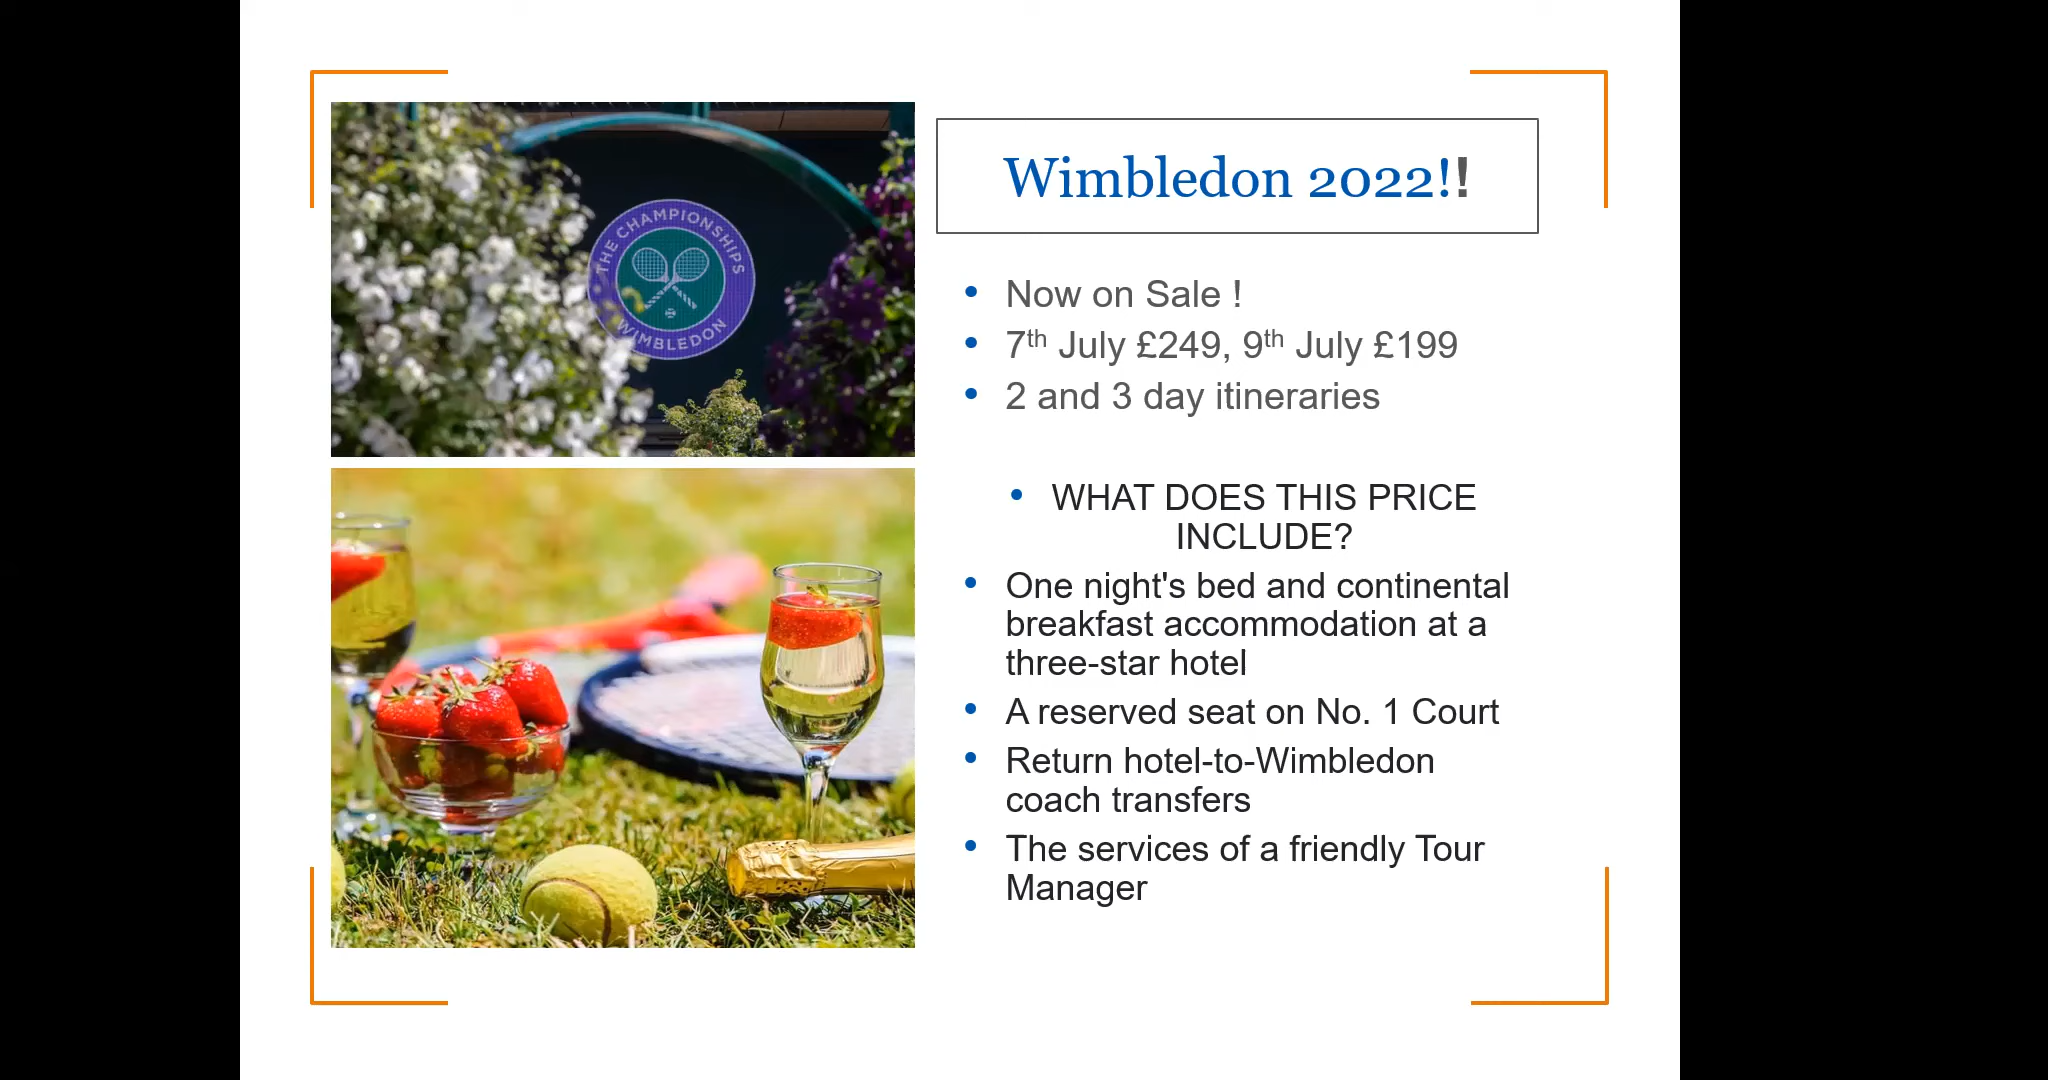 THE CHAMPIONSHIPS
WIMBLEDON
Wimbledon 2022!!
• Now on Sale !
• 7th July £249, 9th July £199
• 2 and 3 day itineraries
• WHAT DOES THIS PRICE
INCLUDE?
• One night's bed and continental
breakfast accommodation at a
three-star hotel
• A reserved seat on No. 1 Court
• Return hotel-to-Wimbledon
coach transfers
• The services of a friendly Tour
Manager